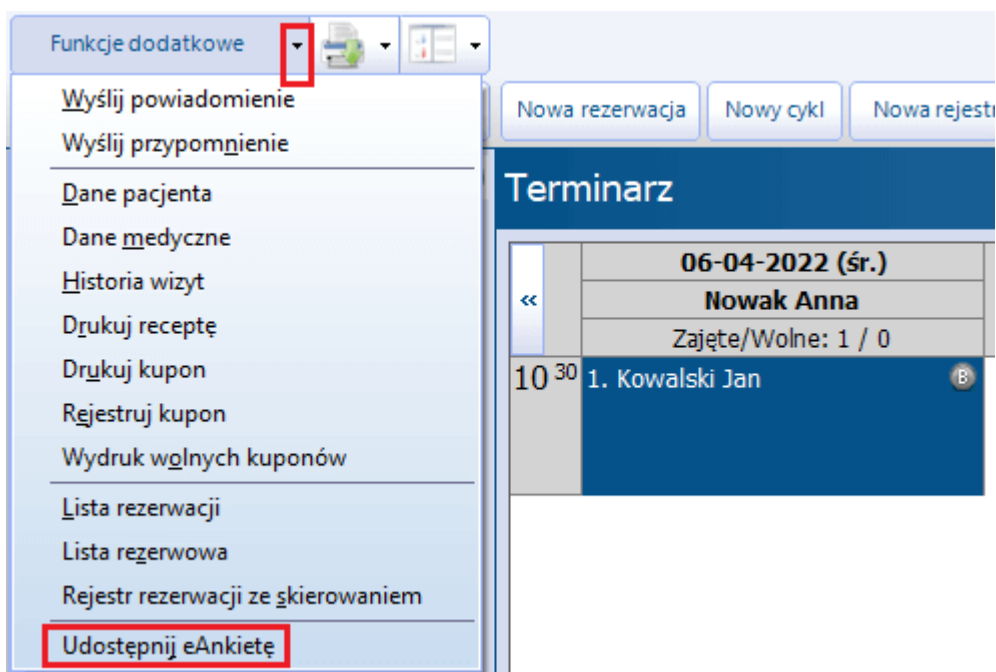 Funkcje dodatkowe
Wyślij powiadomienie
Wyślij przypomnienie
Dane pacjenta
Dane medyczne
Historia wizyt
Drukuj receptę
Drukuj kupon
Rejestruj kupon
Wydruk wolnych kuponów
Lista rezerwacji
Lista rezerwowa
Rejestr rezerwacji ze skierowaniem
Udostępnij eAnkietę
Nowa rezerwacja Nowy cykl Nowa rejestr
Terminarz
«
06-04-2022 (śr.)
Nowak Anna
Zajęte/Wolne: 1 / 0
10 30 1. Kowalski Jan B